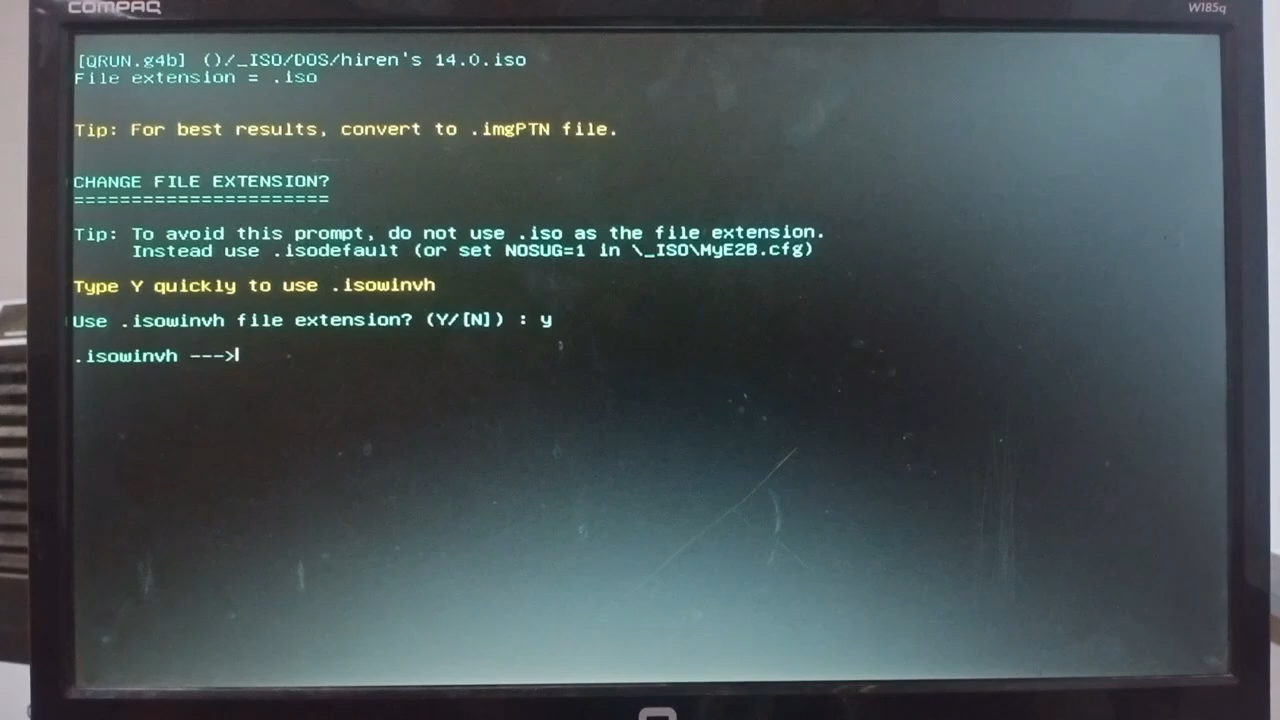 COMPAQ
W185q
[QRUN.g4b] ()/_ISO/DOS/hiren's 14.0.iso
File extension = .iso
Tip: For best results, convert to .imgPTN file.
CHANGE FILE EXTENSION?
======================
Tip: To avoid this prompt, do not use .iso as the file extension.
Instead use .isodefault (or set NOSUG=1 in \_ISO\MyE2B.cfg)
Type Y quickly to use .isowinvh
Use .isowinvh file extension? (Y/[N]) : y
.isowinvh --->